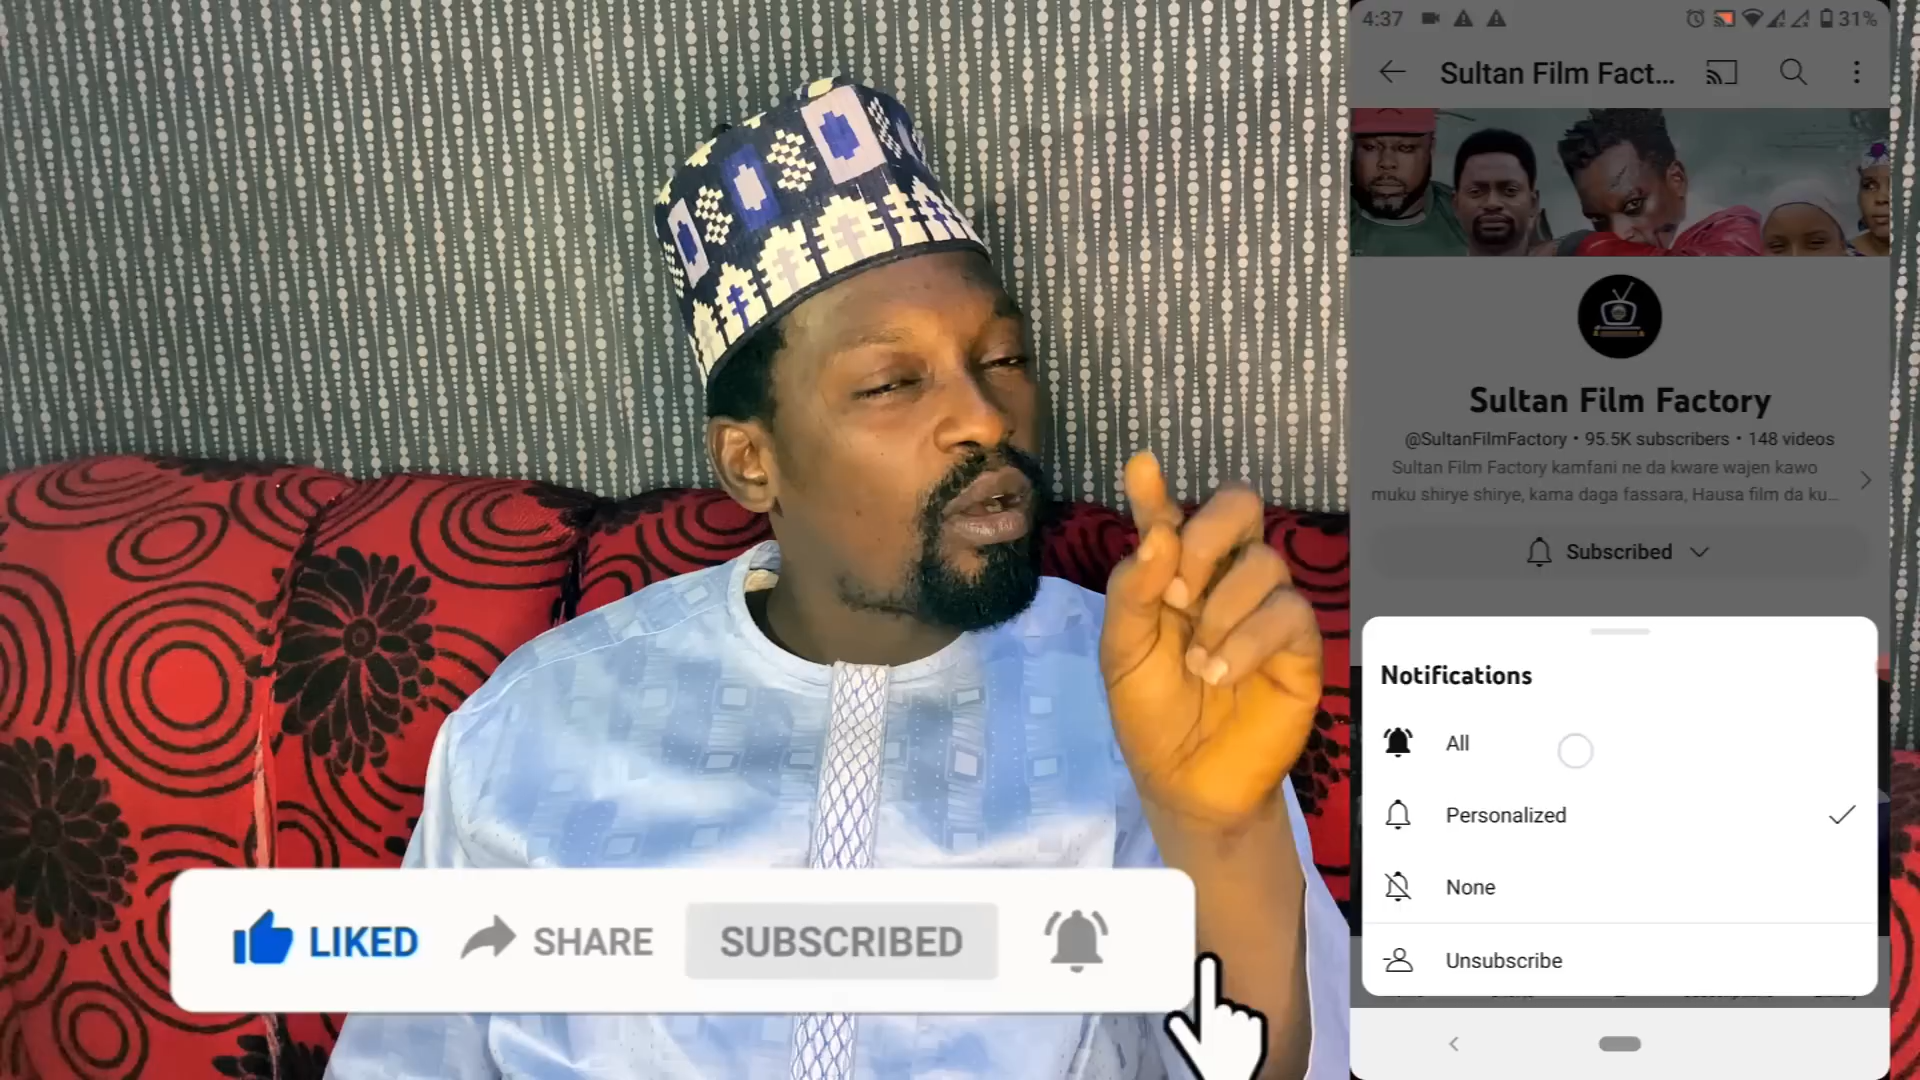 4:37
31%
Sultan Film Fact...
Sultan Film Factory
@SultanFilmFactory • 95.5K subscribers • 148 videos
Sultan Film Factory kamfani ne da kware wajen kawo
muku shirye shirye, kama daga fassara, Hausa film da ku...
Subscribed
Notifications
All
Personalized
None
Unsubscribe
LIKED SHARE SUBSCRIBED